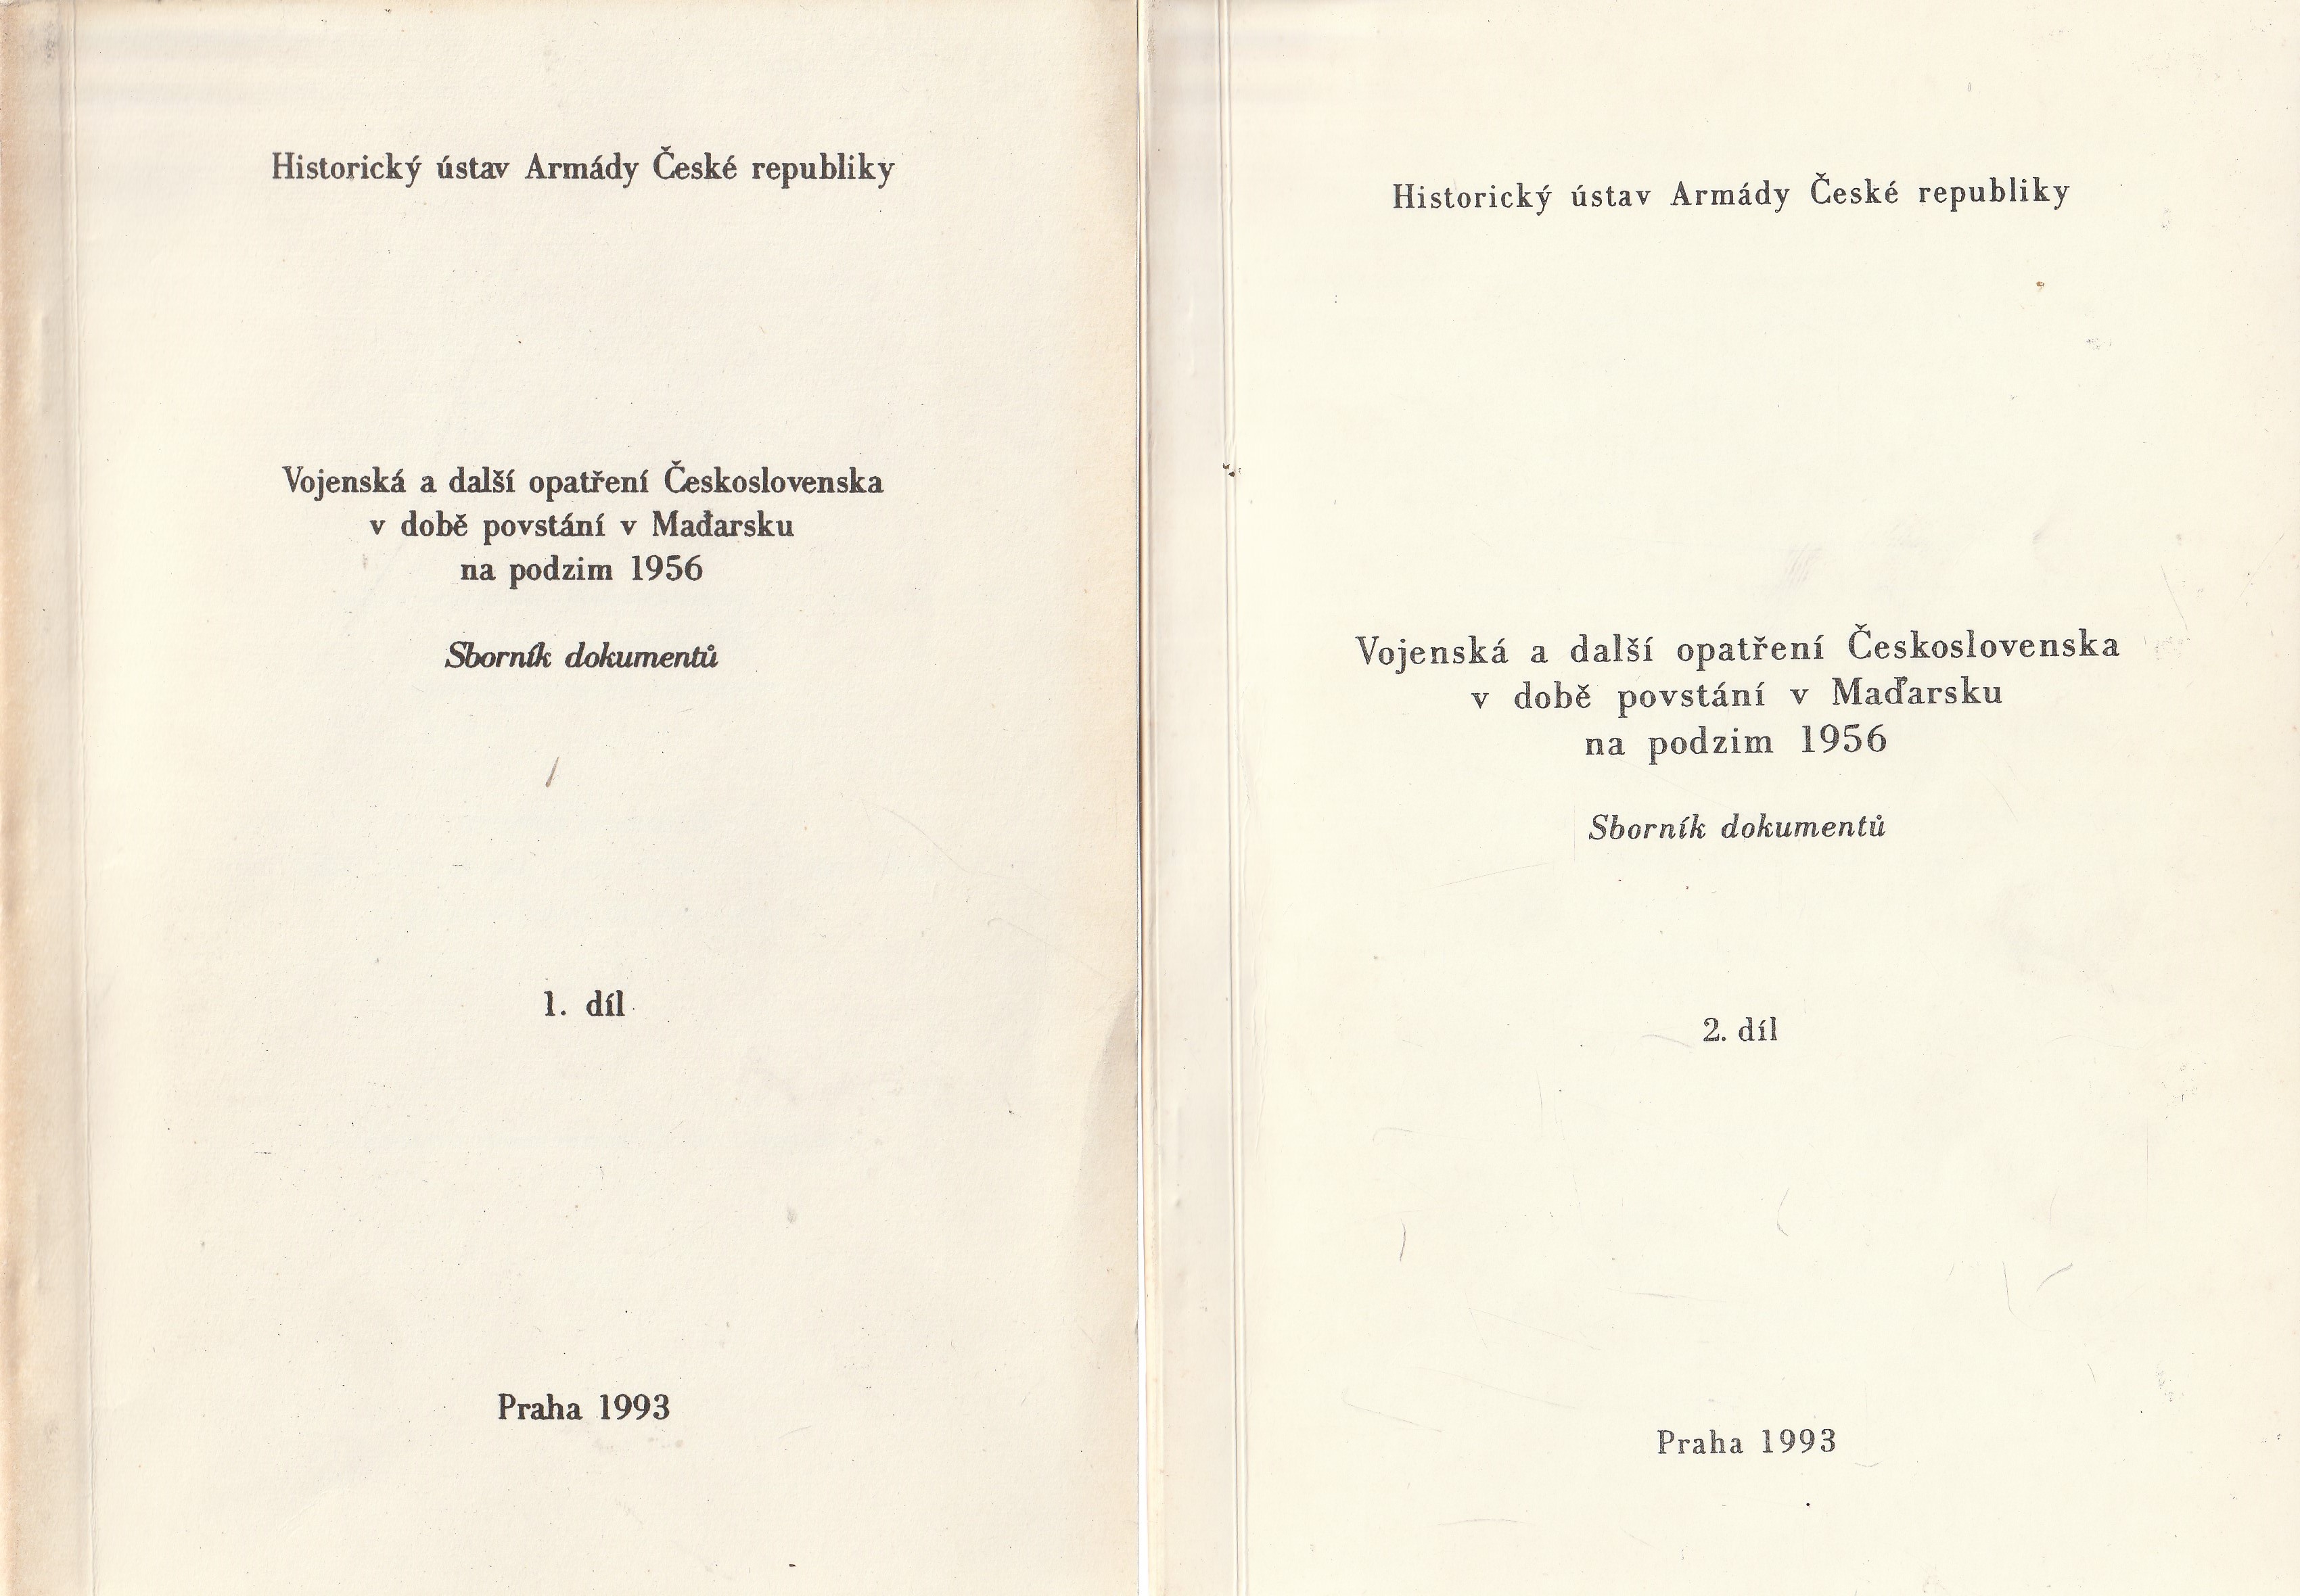 Historický ústav Armády České republiky
Vojenská a další opatření Československa
v době povstání v Maďarsku
na podzim 1956
Sborník dokumentů
1. díl
Praha 1993
Historický ústav Armády České republiky
Vojenská a další opatření Československa
v době povstání v Maďarsku
na podzim 1956
Sborník dokumentů
2. díl
Praha 1993